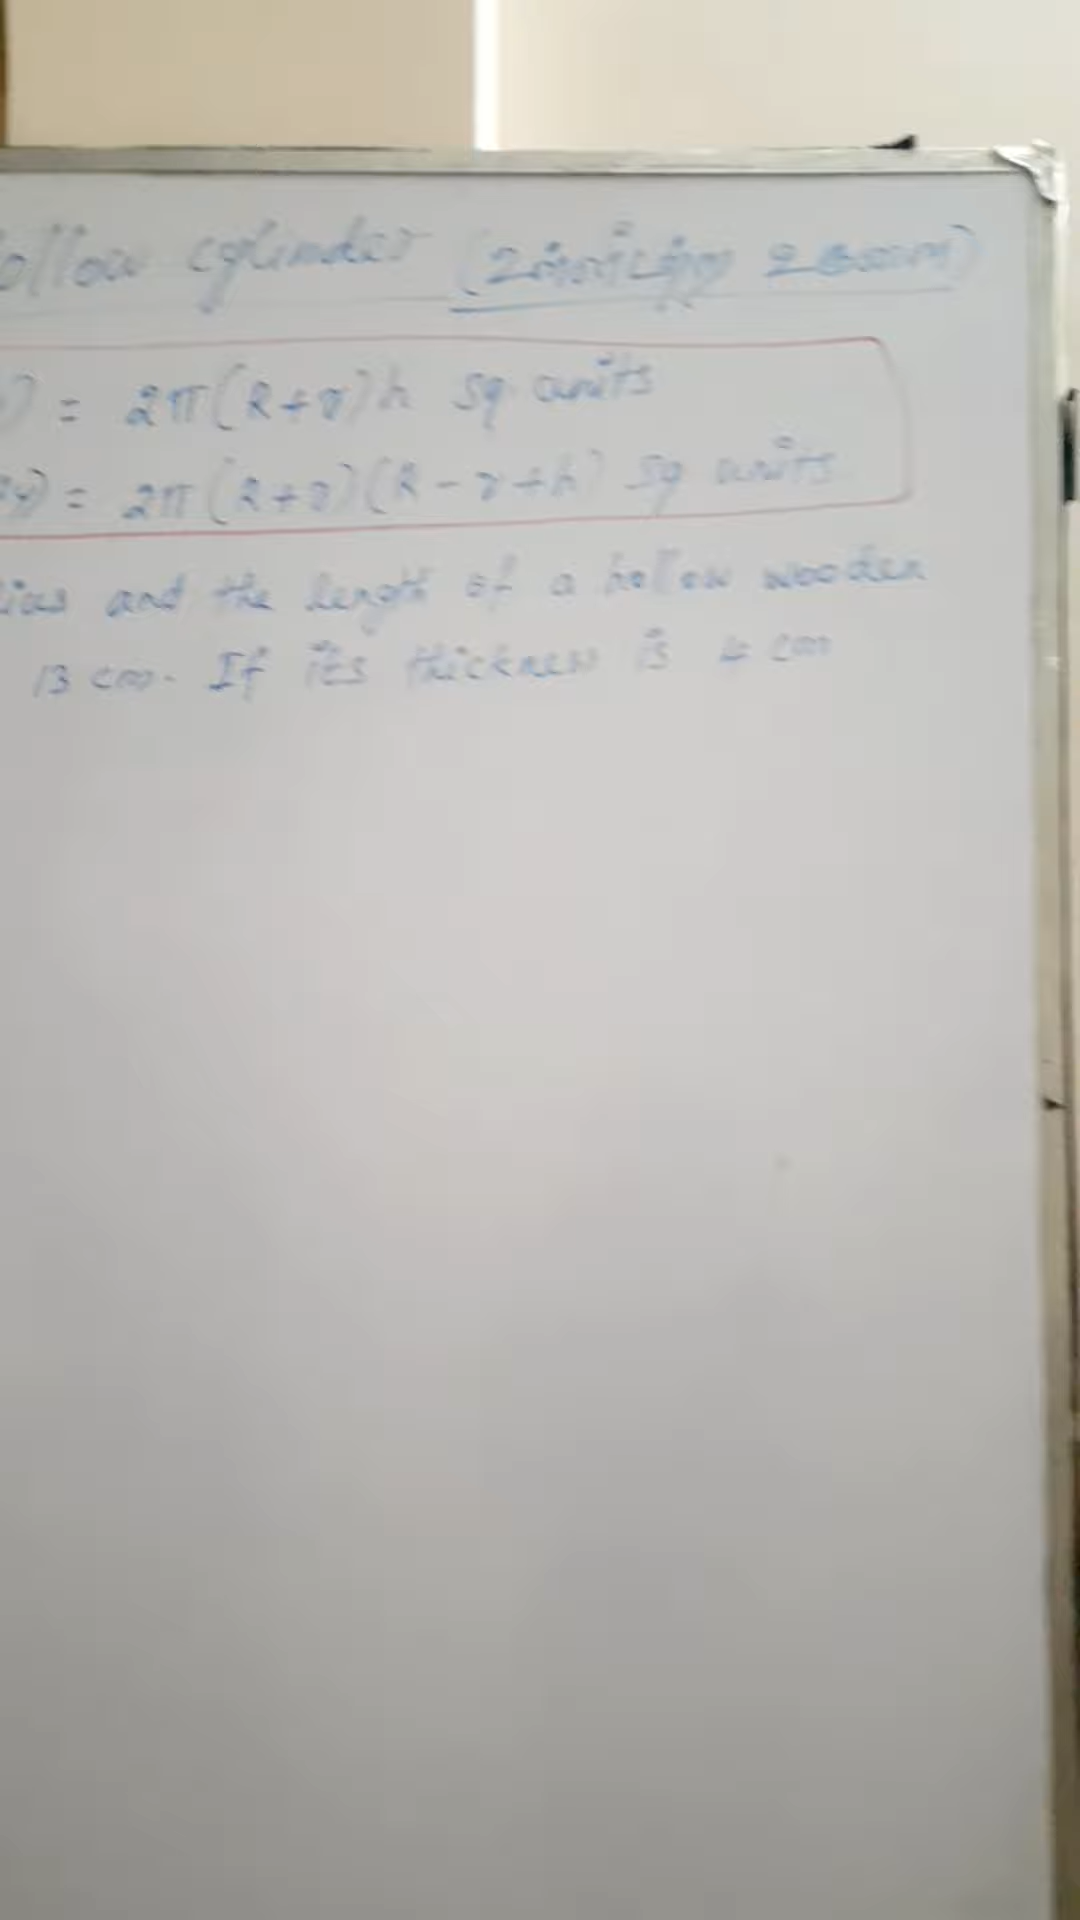 ollow cylinder (
) = 2π(R+r)h sq units
) = 2π(R+r)(R-r+h) sq units
ius and the length of a hollow wooden
13 cm. If its thickness is 4 cm